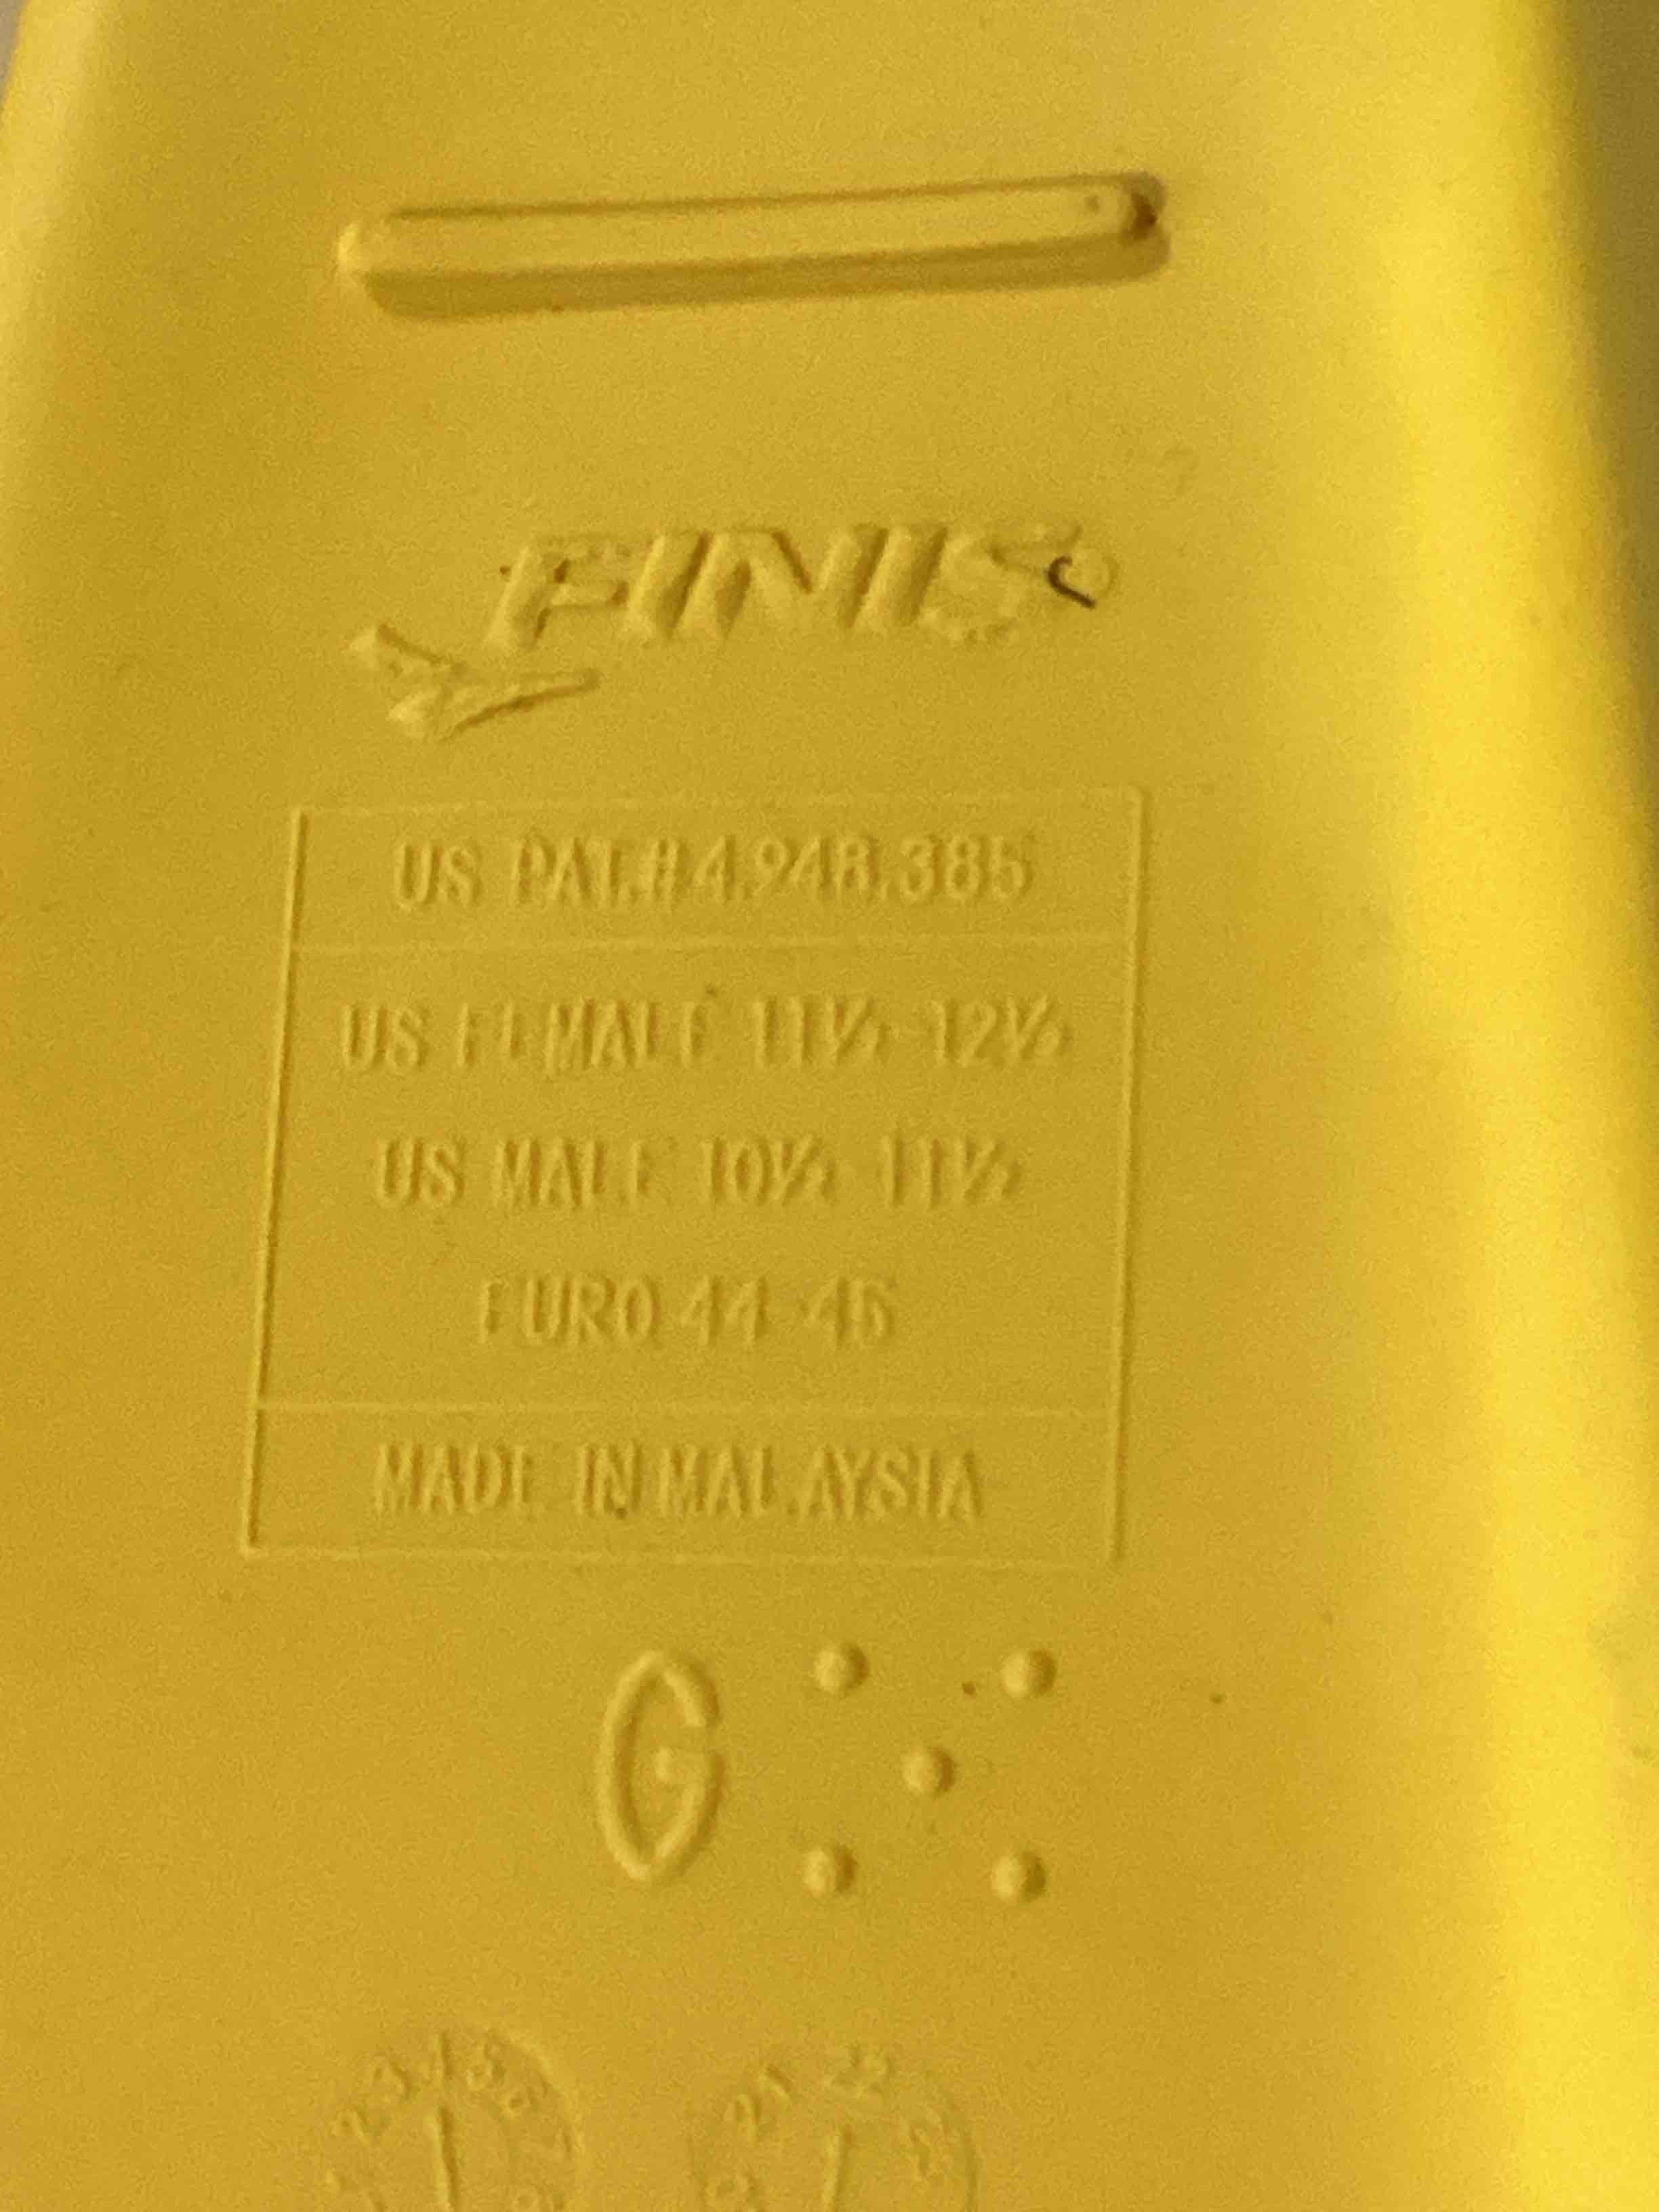 FINIS
US PAT.# 4,948,385
US FEMALE 11½ - 12½
US MALE 10½ - 11½
EURO 44 - 45
MADE IN MALAYSIA
G